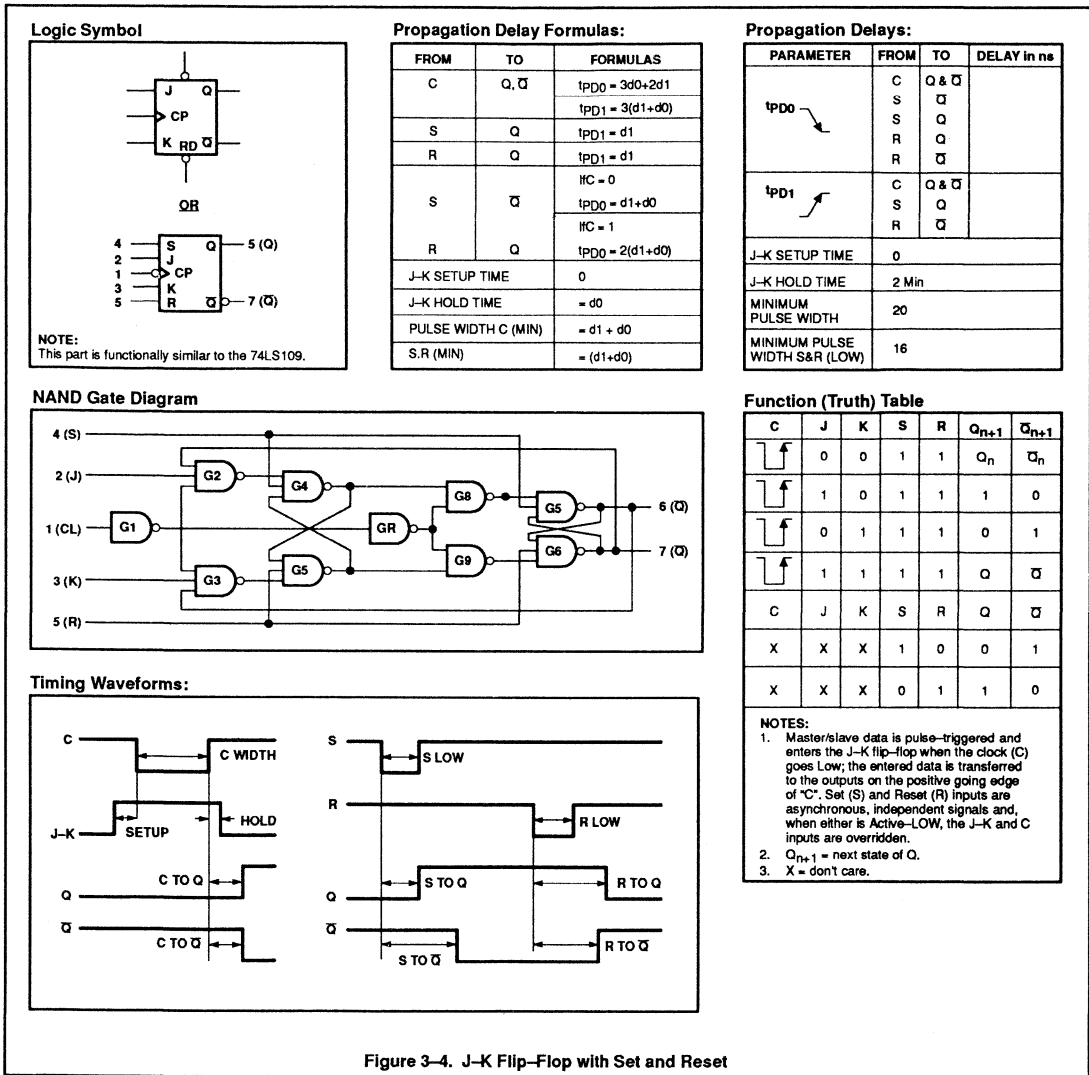 Logic Symbol
J Q
CP
K RD Q̅
OR
4 S Q 5 (Q)
2 J
1 CP
3 K
5 R Q̅ 7 (Q̅)
NOTE:
This part is functionally similar to the 74LS109.
Propagation Delay Formulas:
FROM TO FORMULAS
C Q, Q̅ tPD0 = 3d0+2d1
tPD1 = 3(d1+d0)
S Q tPD1 = d1
R Q tPD1 = d1
IfC = 0
S Q̅ tPD0 = d1+d0
IfC = 1
R Q tPD0 = 2(d1+d0)
J–K SETUP TIME 0
J–K HOLD TIME = d0
PULSE WIDTH C (MIN) = d1 + d0
S.R (MIN) = (d1+d0)
Propagation Delays:
PARAMETER FROM TO DELAY in ns
tPD0
C Q & Q̅
S Q̅
S Q
R Q
R Q̅
tPD1
C Q & Q̅
S Q
R Q̅
J–K SETUP TIME 0
J–K HOLD TIME 2 Min
MINIMUM
PULSE WIDTH 20
MINIMUM PULSE
WIDTH S&R (LOW) 16
NAND Gate Diagram
4 (S)
2 (J) G2 G4 G8 G5 6 (Q̅)
1 (CL) G1 GR
3 (K) G3 G5 G9 G6 7 (Q̅)
5 (R)
Function (Truth) Table
C J K S R Qn+1 Q̅n+1
0 0 1 1 Qn Q̅n
1 0 1 1 1 0
0 1 1 1 0 1
1 1 1 1 Q Q̅
C J K S R Q Q̅
X X X 1 0 0 1
X X X 0 1 1 0
NOTES:
1. Master/slave data is pulse–triggered and
enters the J–K flip–flop when the clock (C)
goes Low; the entered data is transferred
to the outputs on the positive going edge
of "C". Set (S) and Reset (R) inputs are
asynchronous, independent signals and,
when either is Active–LOW, the J–K and C
inputs are overridden.
2. Qn+1 = next state of Q.
3. X = don't care.
Timing Waveforms:
C C WIDTH
J–K SETUP HOLD
Q C TO Q
Q̅ C TO Q̅
S S LOW
R R LOW
Q S TO Q R TO Q
Q̅ S TO Q̅ R TO Q̅
Figure 3–4. J–K Flip–Flop with Set and Reset